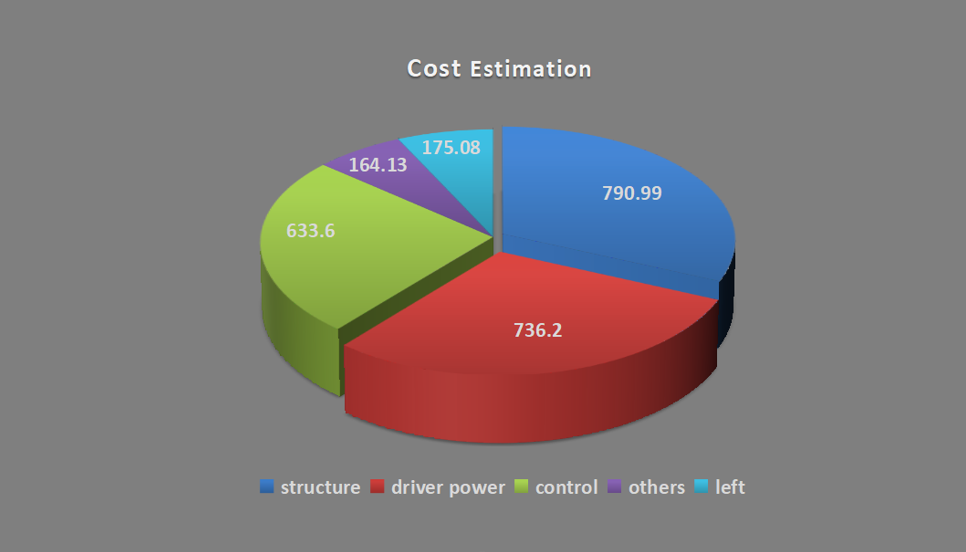 Cost Estimation
175.08
164.13
790.99
633.6
736.2
structure driver power control others left